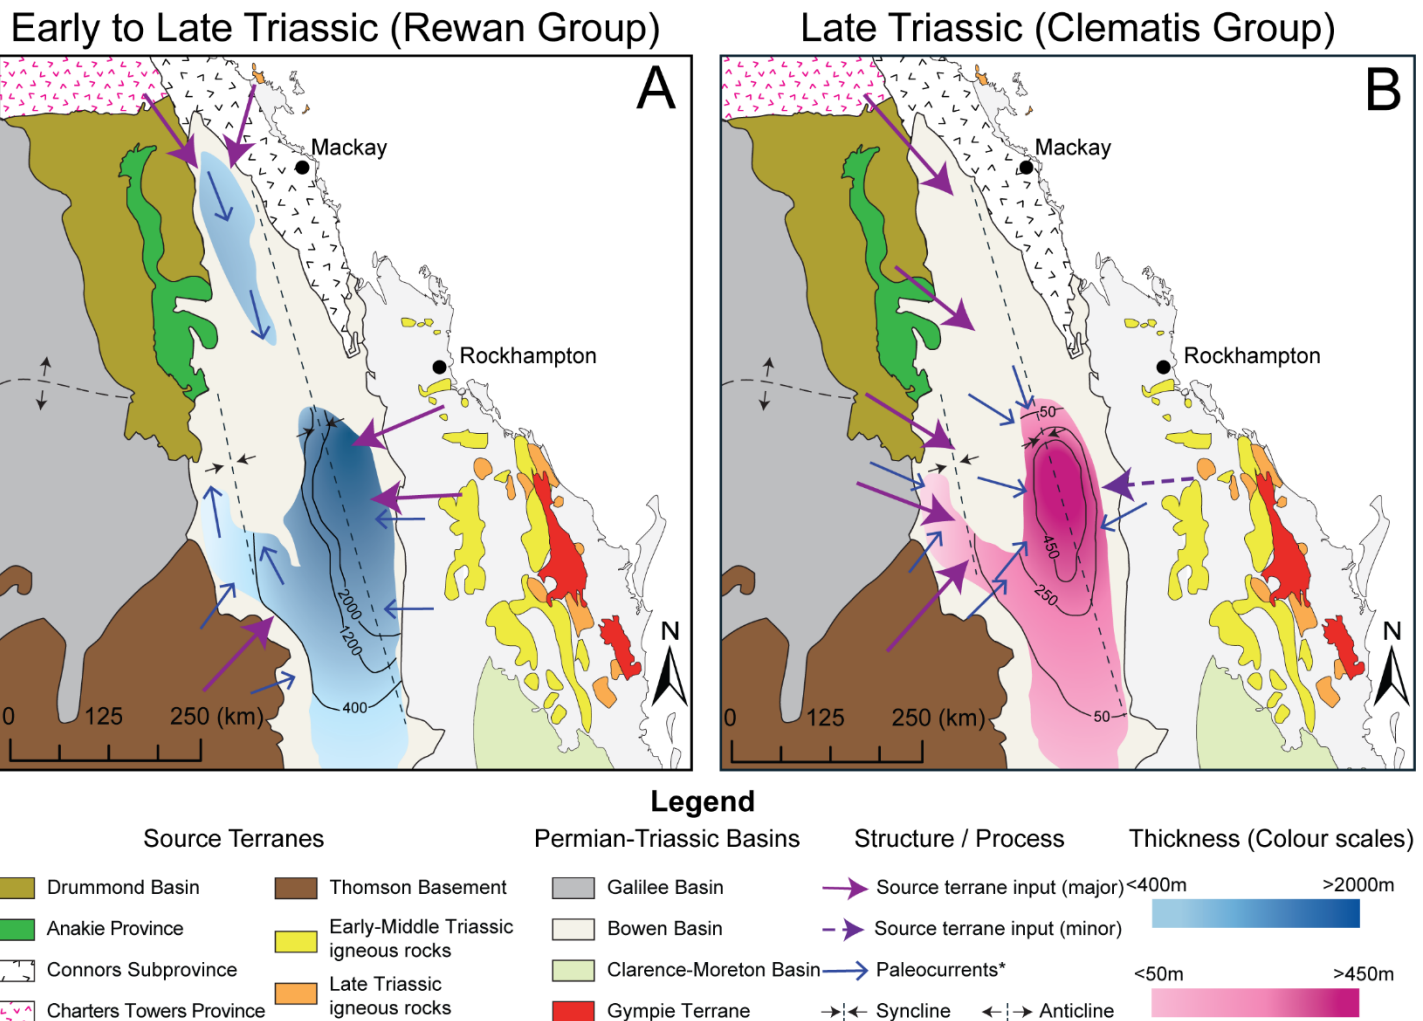 Early to Late Triassic (Rewan Group)
Late Triassic (Clematis Group)
A
Mackay
Rockhampton
2000
1200
400
N
0 125 250 (km)
B
Mackay
Rockhampton
50
450
250
50
N
0 125 250 (km)
Legend
Source Terranes
Drummond Basin
Anakie Province
Connors Subprovince
Charters Towers Province
Thomson Basement
Early-Middle Triassic
igneous rocks
Late Triassic
igneous rocks
Permian-Triassic Basins
Galilee Basin
Bowen Basin
Clarence-Moreton Basin
Gympie Terrane
Structure / Process
Source terrane input (major)
Source terrane input (minor)
Paleocurrents*
Syncline
Anticline
Thickness (Colour scales)
<400m >2000m
<50m >450m